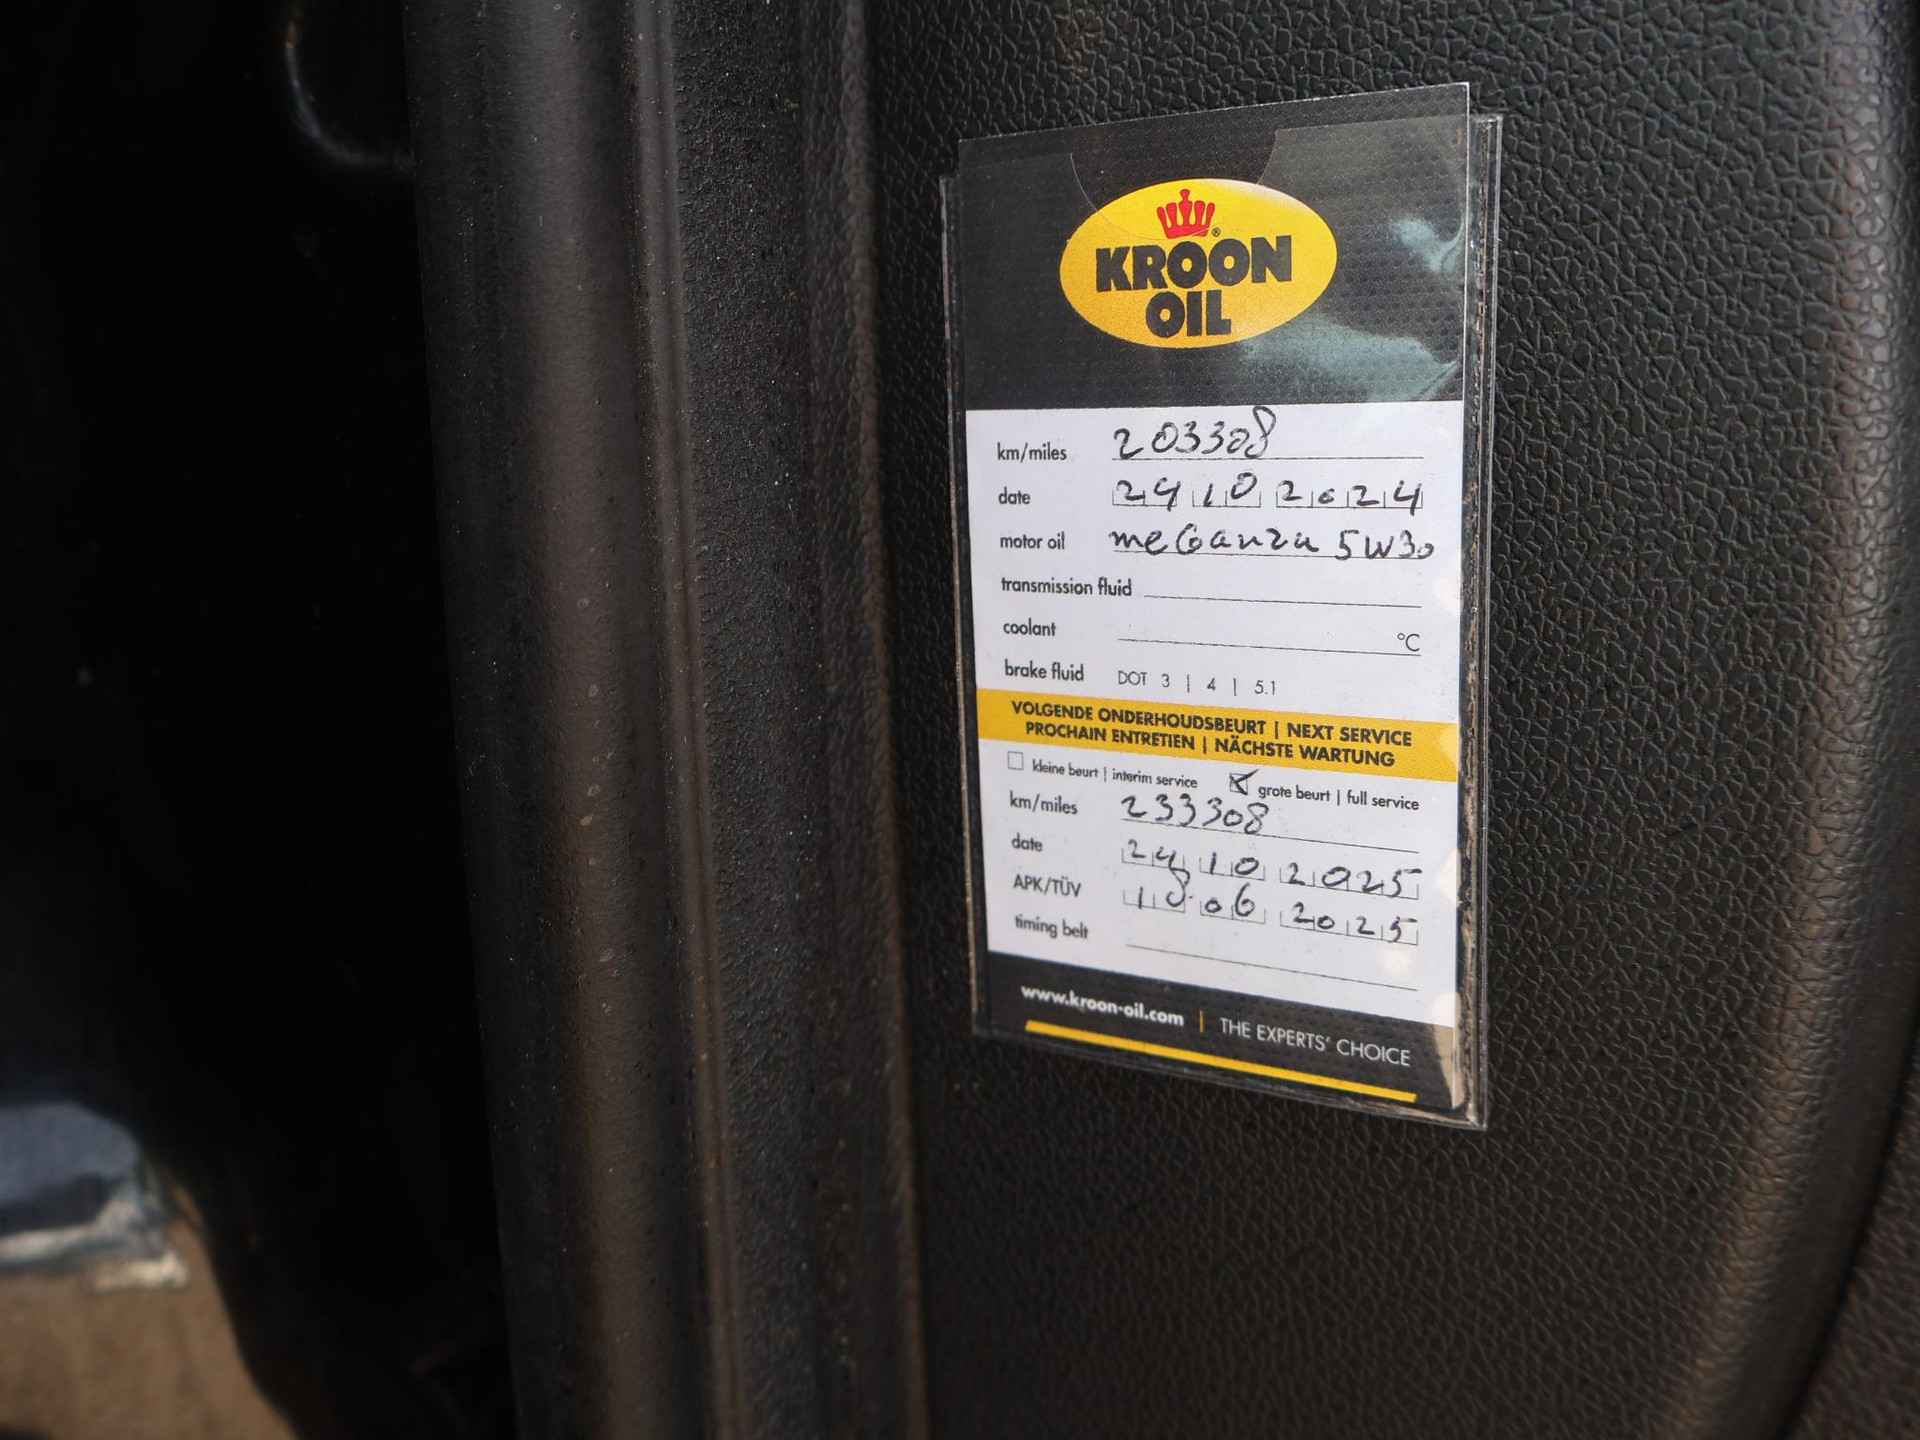 KROON
OIL
km/miles 203308
date 24 10 2024
motor oil meGanza 5W30
transmission fluid
coolant °C
brake fluid DOT 3 | 4 | 5.1
VOLGENDE ONDERHOUDSBEURT | NEXT SERVICE
PROCHAIN ENTRETIEN | NÄCHSTE WARTUNG
kleine beurt | interim service grote beurt | full service
km/miles 233308
date 24 10 2025
APK/TÜV 18 06 2025
timing belt
www.kroon-oil.com | THE EXPERTS' CHOICE